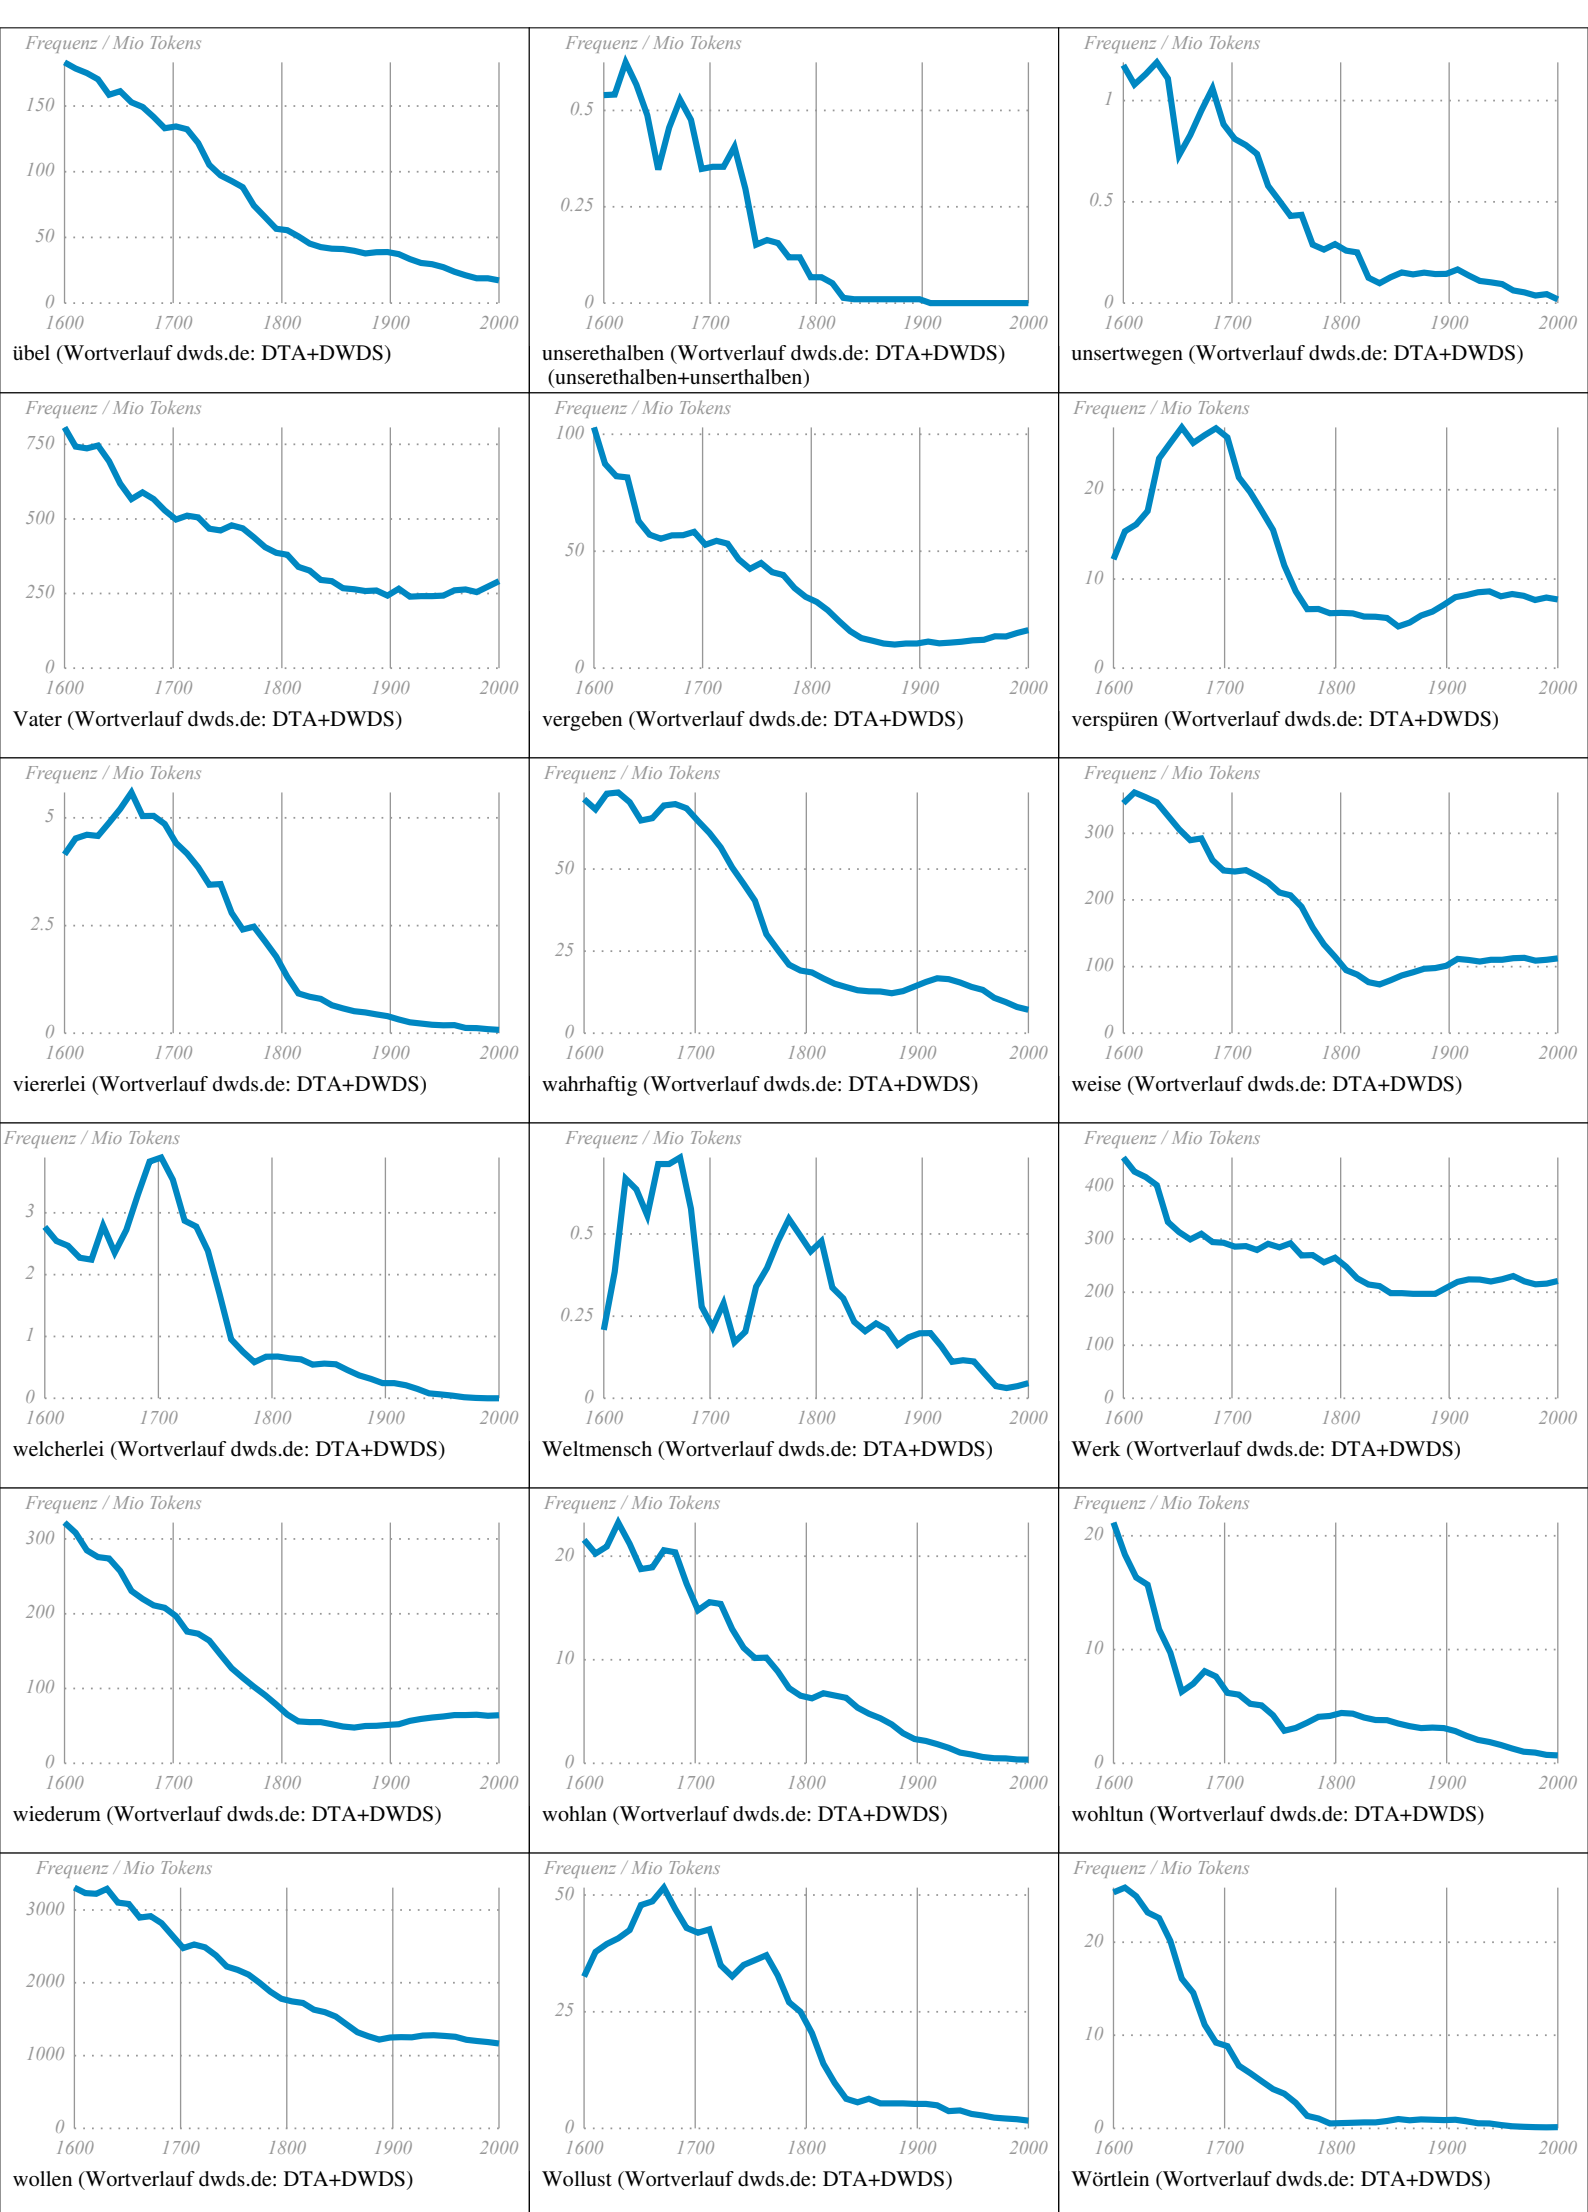 Frequenz / Mio Tokens
150
100
50
0
1600 1700 1800 1900 2000
übel (Wortverlauf dwds.de: DTA+DWDS)
Frequenz / Mio Tokens
0.5
0.25
0
1600 1700 1800 1900 2000
unserethalben (Wortverlauf dwds.de: DTA+DWDS)
(unserethalben+unserthalben)
Frequenz / Mio Tokens
1
0.5
0
1600 1700 1800 1900 2000
unsertwegen (Wortverlauf dwds.de: DTA+DWDS)
Frequenz / Mio Tokens
750
500
250
0
1600 1700 1800 1900 2000
Vater (Wortverlauf dwds.de: DTA+DWDS)
Frequenz / Mio Tokens
100
50
0
1600 1700 1800 1900 2000
vergeben (Wortverlauf dwds.de: DTA+DWDS)
Frequenz / Mio Tokens
20
10
0
1600 1700 1800 1900 2000
verspüren (Wortverlauf dwds.de: DTA+DWDS)
Frequenz / Mio Tokens
5
2.5
0
1600 1700 1800 1900 2000
viererlei (Wortverlauf dwds.de: DTA+DWDS)
Frequenz / Mio Tokens
50
25
0
1600 1700 1800 1900 2000
wahrhaftig (Wortverlauf dwds.de: DTA+DWDS)
Frequenz / Mio Tokens
300
200
100
0
1600 1700 1800 1900 2000
weise (Wortverlauf dwds.de: DTA+DWDS)
Frequenz / Mio Tokens
3
2
1
0
1600 1700 1800 1900 2000
welcherlei (Wortverlauf dwds.de: DTA+DWDS)
Frequenz / Mio Tokens
0.5
0.25
0
1600 1700 1800 1900 2000
Weltmensch (Wortverlauf dwds.de: DTA+DWDS)
Frequenz / Mio Tokens
400
300
200
100
0
1600 1700 1800 1900 2000
Werk (Wortverlauf dwds.de: DTA+DWDS)
Frequenz / Mio Tokens
300
200
100
0
1600 1700 1800 1900 2000
wiederum (Wortverlauf dwds.de: DTA+DWDS)
Frequenz / Mio Tokens
20
10
0
1600 1700 1800 1900 2000
wohlan (Wortverlauf dwds.de: DTA+DWDS)
Frequenz / Mio Tokens
20
10
0
1600 1700 1800 1900 2000
wohltun (Wortverlauf dwds.de: DTA+DWDS)
Frequenz / Mio Tokens
3000
2000
1000
0
1600 1700 1800 1900 2000
wollen (Wortverlauf dwds.de: DTA+DWDS)
Frequenz / Mio Tokens
50
25
0
1600 1700 1800 1900 2000
Wollust (Wortverlauf dwds.de: DTA+DWDS)
Frequenz / Mio Tokens
20
10
0
1600 1700 1800 1900 2000
Wörtlein (Wortverlauf dwds.de: DTA+DWDS)